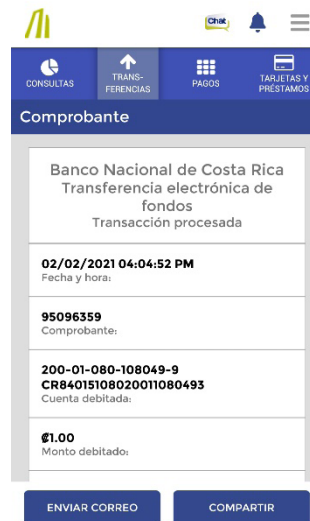 Chat
CONSULTAS
TRANS-
FERENCIAS
PAGOS
TARJETAS Y
PRÉSTAMOS
Comprobante
Banco Nacional de Costa Rica
Transferencia electrónica de
fondos
Transacción procesada
02/02/2021 04:04:52 PM
Fecha y hora:
95096359
Comprobante:
200-01-080-108049-9
CR84015108020011080493
Cuenta debitada:
₡1.00
Monto debitado:
ENVIAR CORREO
COMPARTIR